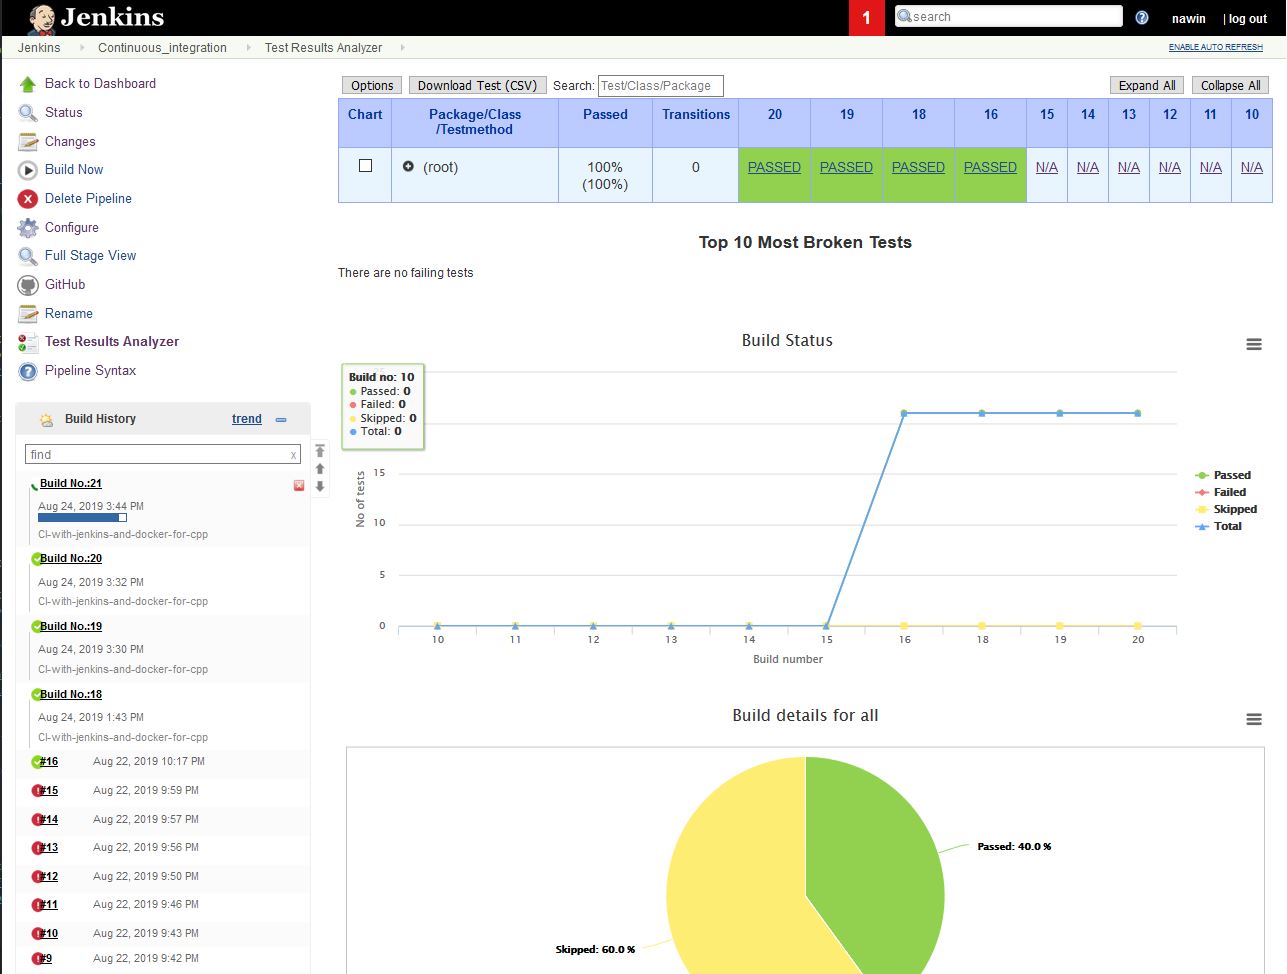 Jenkins
1
search
nawin
| log out
Jenkins
Continuous_integration
Test Results Analyzer
ENABLE AUTO REFRESH
Back to Dashboard
Status
Changes
Build Now
Delete Pipeline
Configure
Full Stage View
GitHub
Rename
Test Results Analyzer
Pipeline Syntax
Build History
trend
find
x
Build No.:21
Aug 24, 2019 3:44 PM
CI-with-jenkins-and-docker-for-cpp
Build No.:20
Aug 24, 2019 3:32 PM
CI-with-jenkins-and-docker-for-cpp
Build No.:19
Aug 24, 2019 3:30 PM
CI-with-jenkins-and-docker-for-cpp
Build No.:18
Aug 24, 2019 1:43 PM
CI-with-jenkins-and-docker-for-cpp
#16 Aug 22, 2019 10:17 PM
#15 Aug 22, 2019 9:59 PM
#14 Aug 22, 2019 9:57 PM
#13 Aug 22, 2019 9:56 PM
#12 Aug 22, 2019 9:50 PM
#11 Aug 22, 2019 9:46 PM
#10 Aug 22, 2019 9:43 PM
#9 Aug 22, 2019 9:42 PM
Options Download Test (CSV) Search: Test/Class/Package
Expand All Collapse All
Chart Package/Class
/Testmethod Passed Transitions 20 19 18 16 15 14 13 12 11 10
(root) 100%
(100%) 0 PASSED PASSED PASSED PASSED N/A N/A N/A N/A N/A N/A
Top 10 Most Broken Tests
There are no failing tests
Build Status
Build no: 10
Passed: 0
Failed: 0
Skipped: 0
Total: 0
No of tests
15
10
5
0
10 11 12 13 14 15 16 18 19 20
Build number
Passed
Failed
Skipped
Total
Build details for all
Passed: 40.0 %
Skipped: 60.0 %